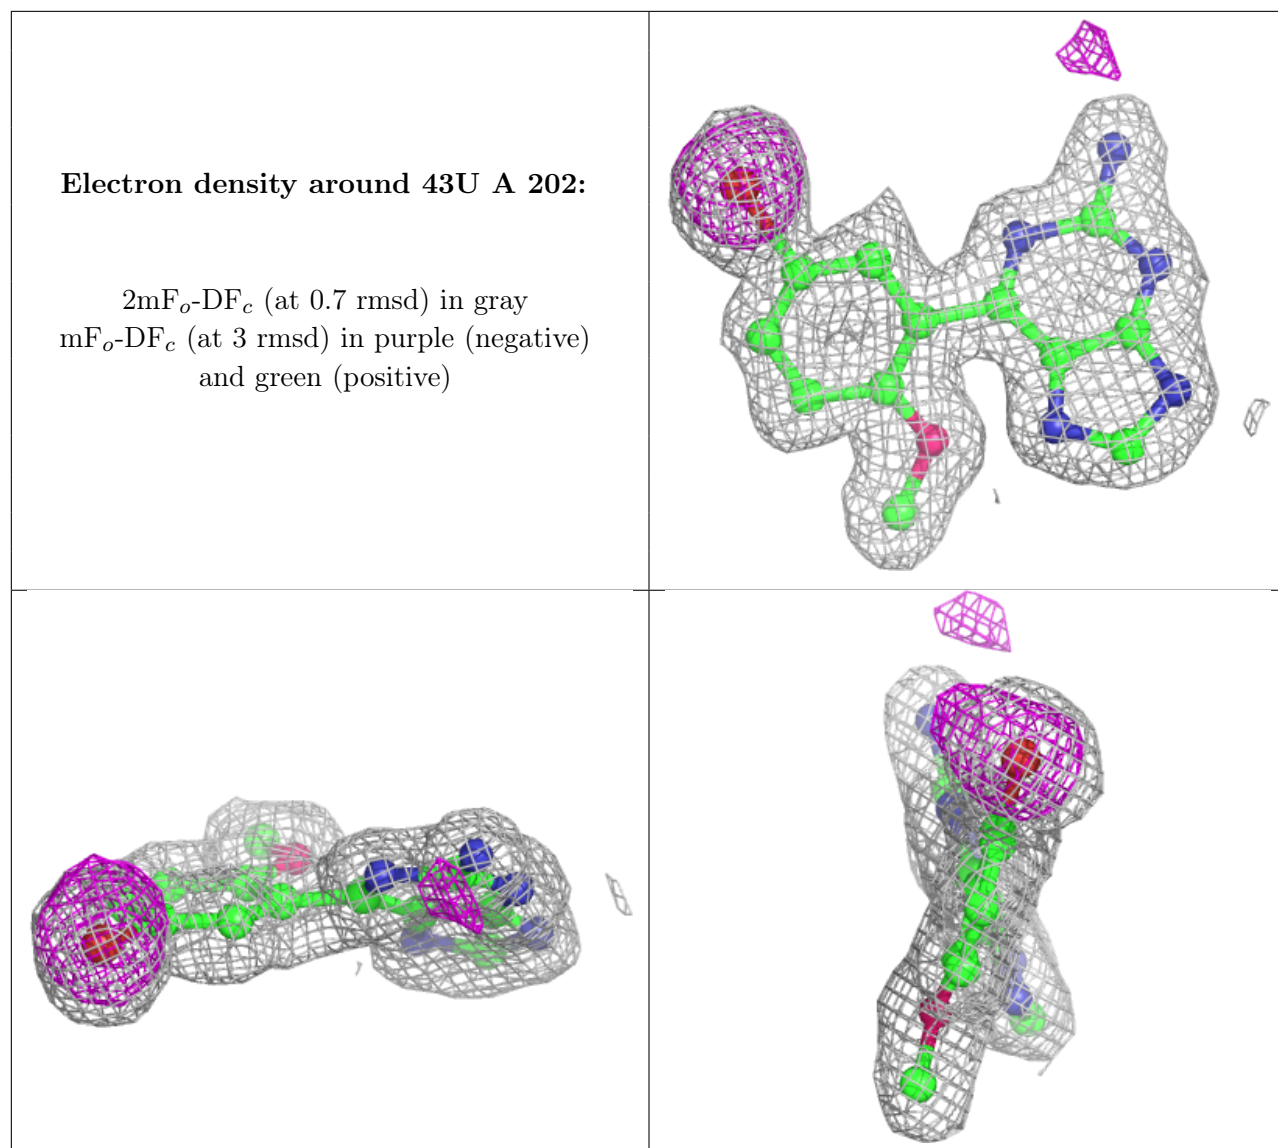 Electron density around 43U A 202:
2mFo-DFc (at 0.7 rmsd) in gray
mFo-DFc (at 3 rmsd) in purple (negative)
and green (positive)